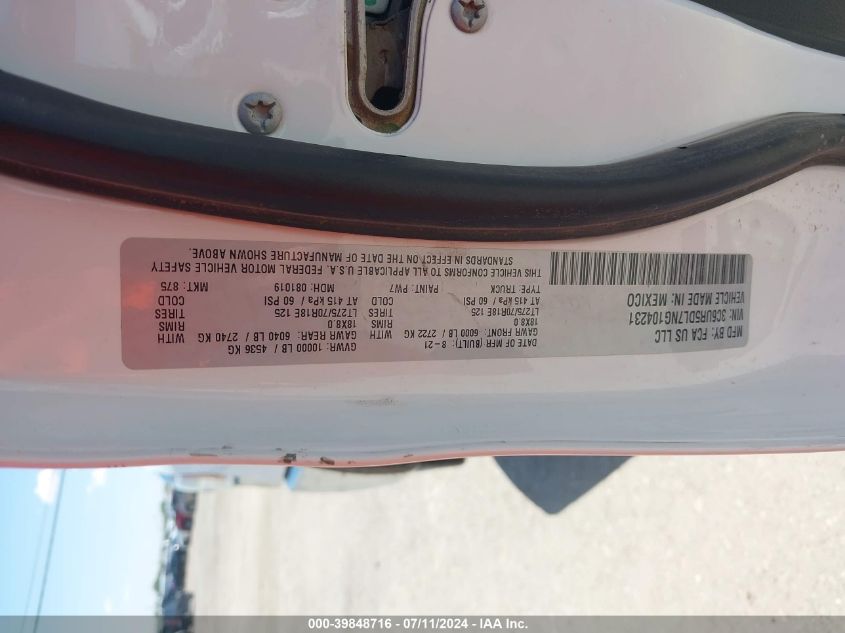 MFD BY: FCA US LLC
DATE OF MFR (BUILT): 8-21
GVWR: 10000 LB / 4536 KG
VIN: 3C6UR5DL7NG104231
GAWR FRONT: 6000 LB / 2722 KG WITH
GAWR REAR: 6040 LB / 2740 KG WITH
VEHICLE MADE IN: MEXICO
18X8.0 RIMS
18X8.0 RIMS
LT275/70R18E 125 TIRES
LT275/70R18E 125 TIRES
AT 415 kPa / 60 PSI COLD
AT 415 kPa / 60 PSI COLD
TYPE: TRUCK PAINT: PW7 MDH: 081019 MKT: 875
THIS VEHICLE CONFORMS TO ALL APPLICABLE U.S.A. FEDERAL MOTOR VEHICLE SAFETY
STANDARDS IN EFFECT ON THE DATE OF MANUFACTURE SHOWN ABOVE.
000-39848716 - 07/11/2024 - IAA Inc.